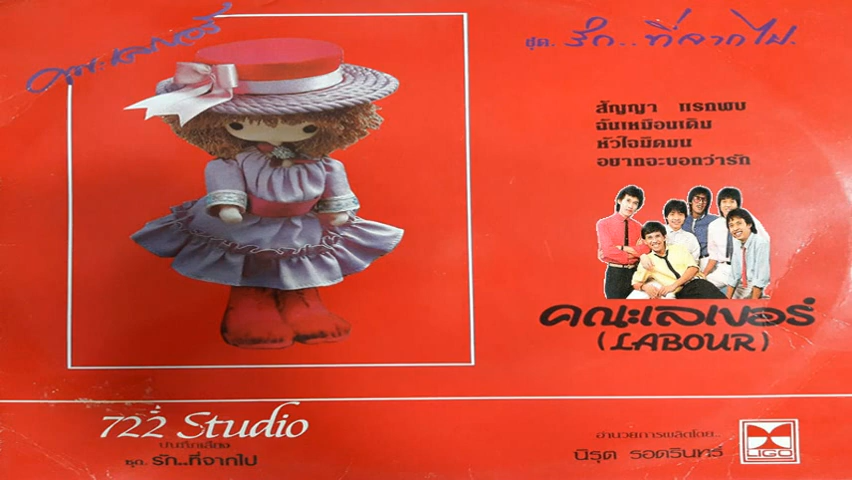 คณะเลเบอร์
ชุด. รัก..ที่จากไป.
สัญญา แรกพบ
ฉันเหมือนเดิม
หัวใจมืดมน
อยากจะบอกว่ารัก
คณะเลเบอร์
(LABOUR)
722 Studio
บันทึกเสียง
ชุด.. รัก..ที่จากไป
อำนวยการผลิตโดย..
นิรุต รอดรินทร์
LIGO